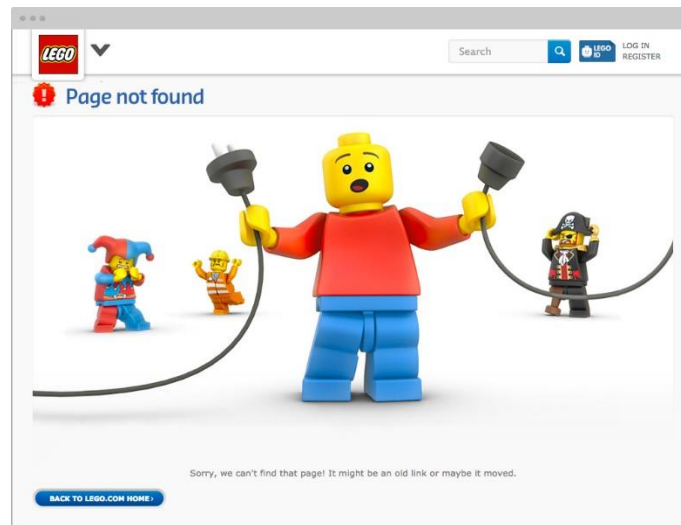 LEGO
Search
LEGO
ID
LOG IN
REGISTER
! Page not found
Sorry, we can't find that page! It might be an old link or maybe it moved.
BACK TO LEGO.COM HOME ›